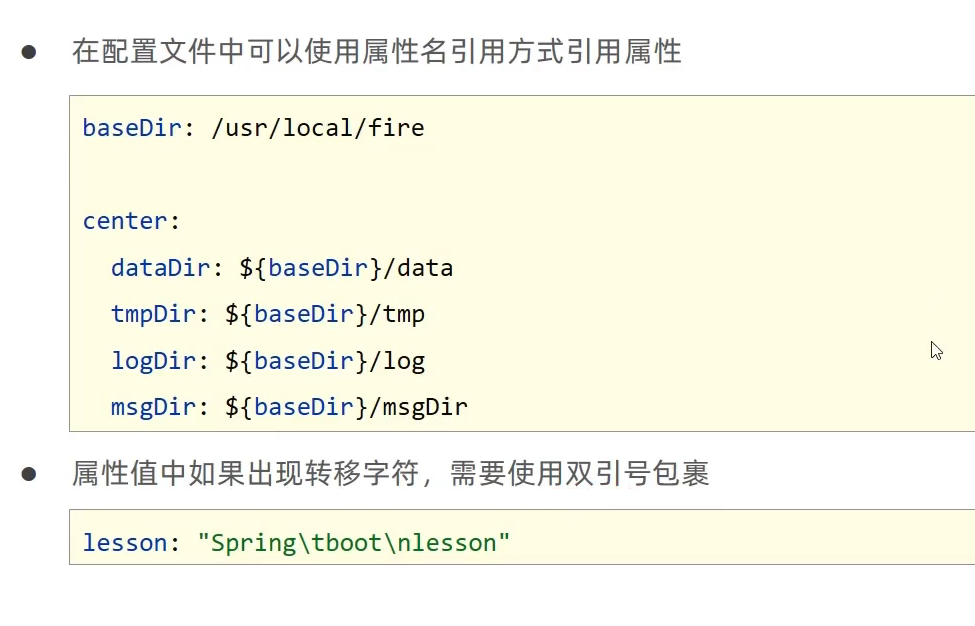 ● 在配置文件中可以使用属性名引用方式引用属性
baseDir: /usr/local/fire
center:
dataDir: ${baseDir}/data
tmpDir: ${baseDir}/tmp
logDir: ${baseDir}/log
msgDir: ${baseDir}/msgDir
● 属性值中如果出现转移字符，需要使用双引号包裹
lesson: "Spring\tboot\nlesson"